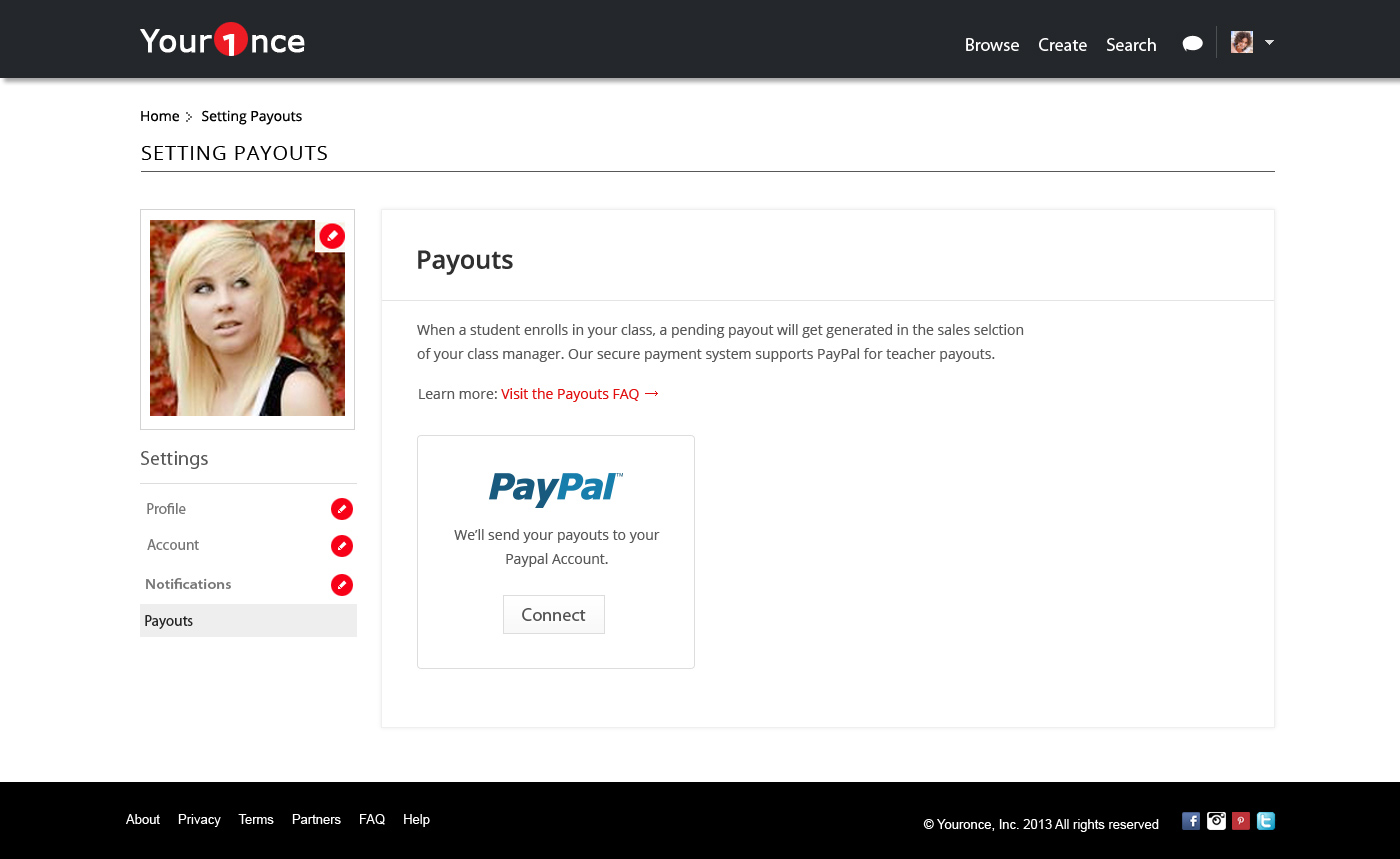 Your1nce
Browse Create Search
Home Setting Payouts
SETTING PAYOUTS
Payouts
When a student enrolls in your class, a pending payout will get generated in the sales selction
of your class manager. Our secure payment system supports PayPal for teacher payouts.
Learn more: Visit the Payouts FAQ →
PayPal™
We'll send your payouts to your
Paypal Account.
Connect
Settings
Profile
Account
Notifications
Payouts
About Privacy Terms Partners FAQ Help
© Youronce, Inc. 2013 All rights reserved